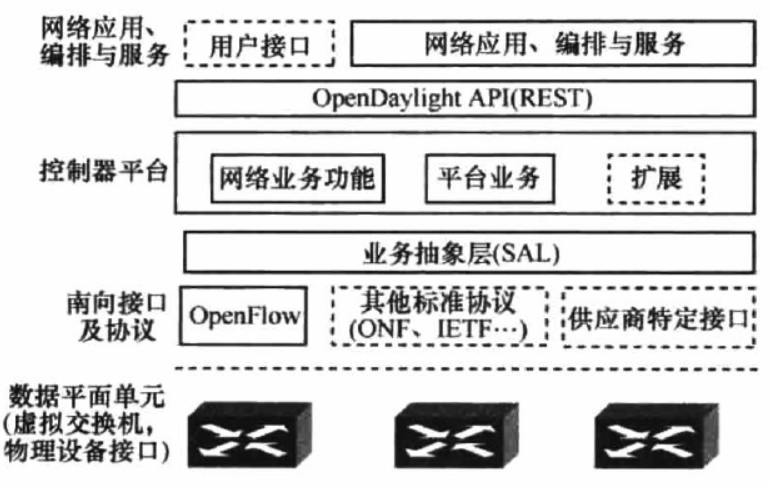 网络应用、
编排与服务
用户接口
网络应用、编排与服务
OpenDaylight API(REST)
控制器平台
网络业务功能
平台业务
扩展
业务抽象层(SAL)
南向接口
及协议
OpenFlow
其他标准协议
(ONF、IETF…)
供应商特定接口
数据平面单元
(虚拟交换机,
物理设备接口)